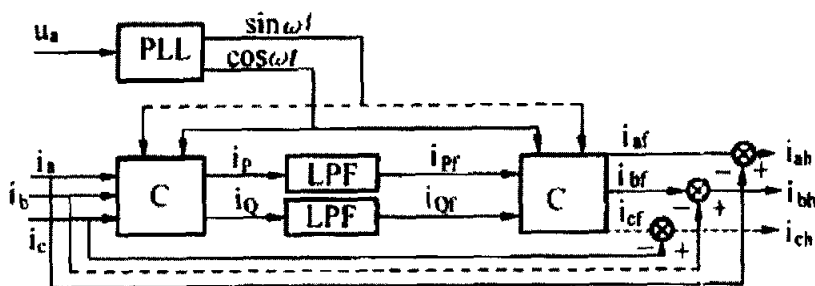 sinωt
u_a PLL
cosωt
i_a i_P LPF i_Pf i_af - + i_ah
i_b C C i_bf - + i_bh
i_Q LPF i_Qf i_cf
i_c - + i_ch